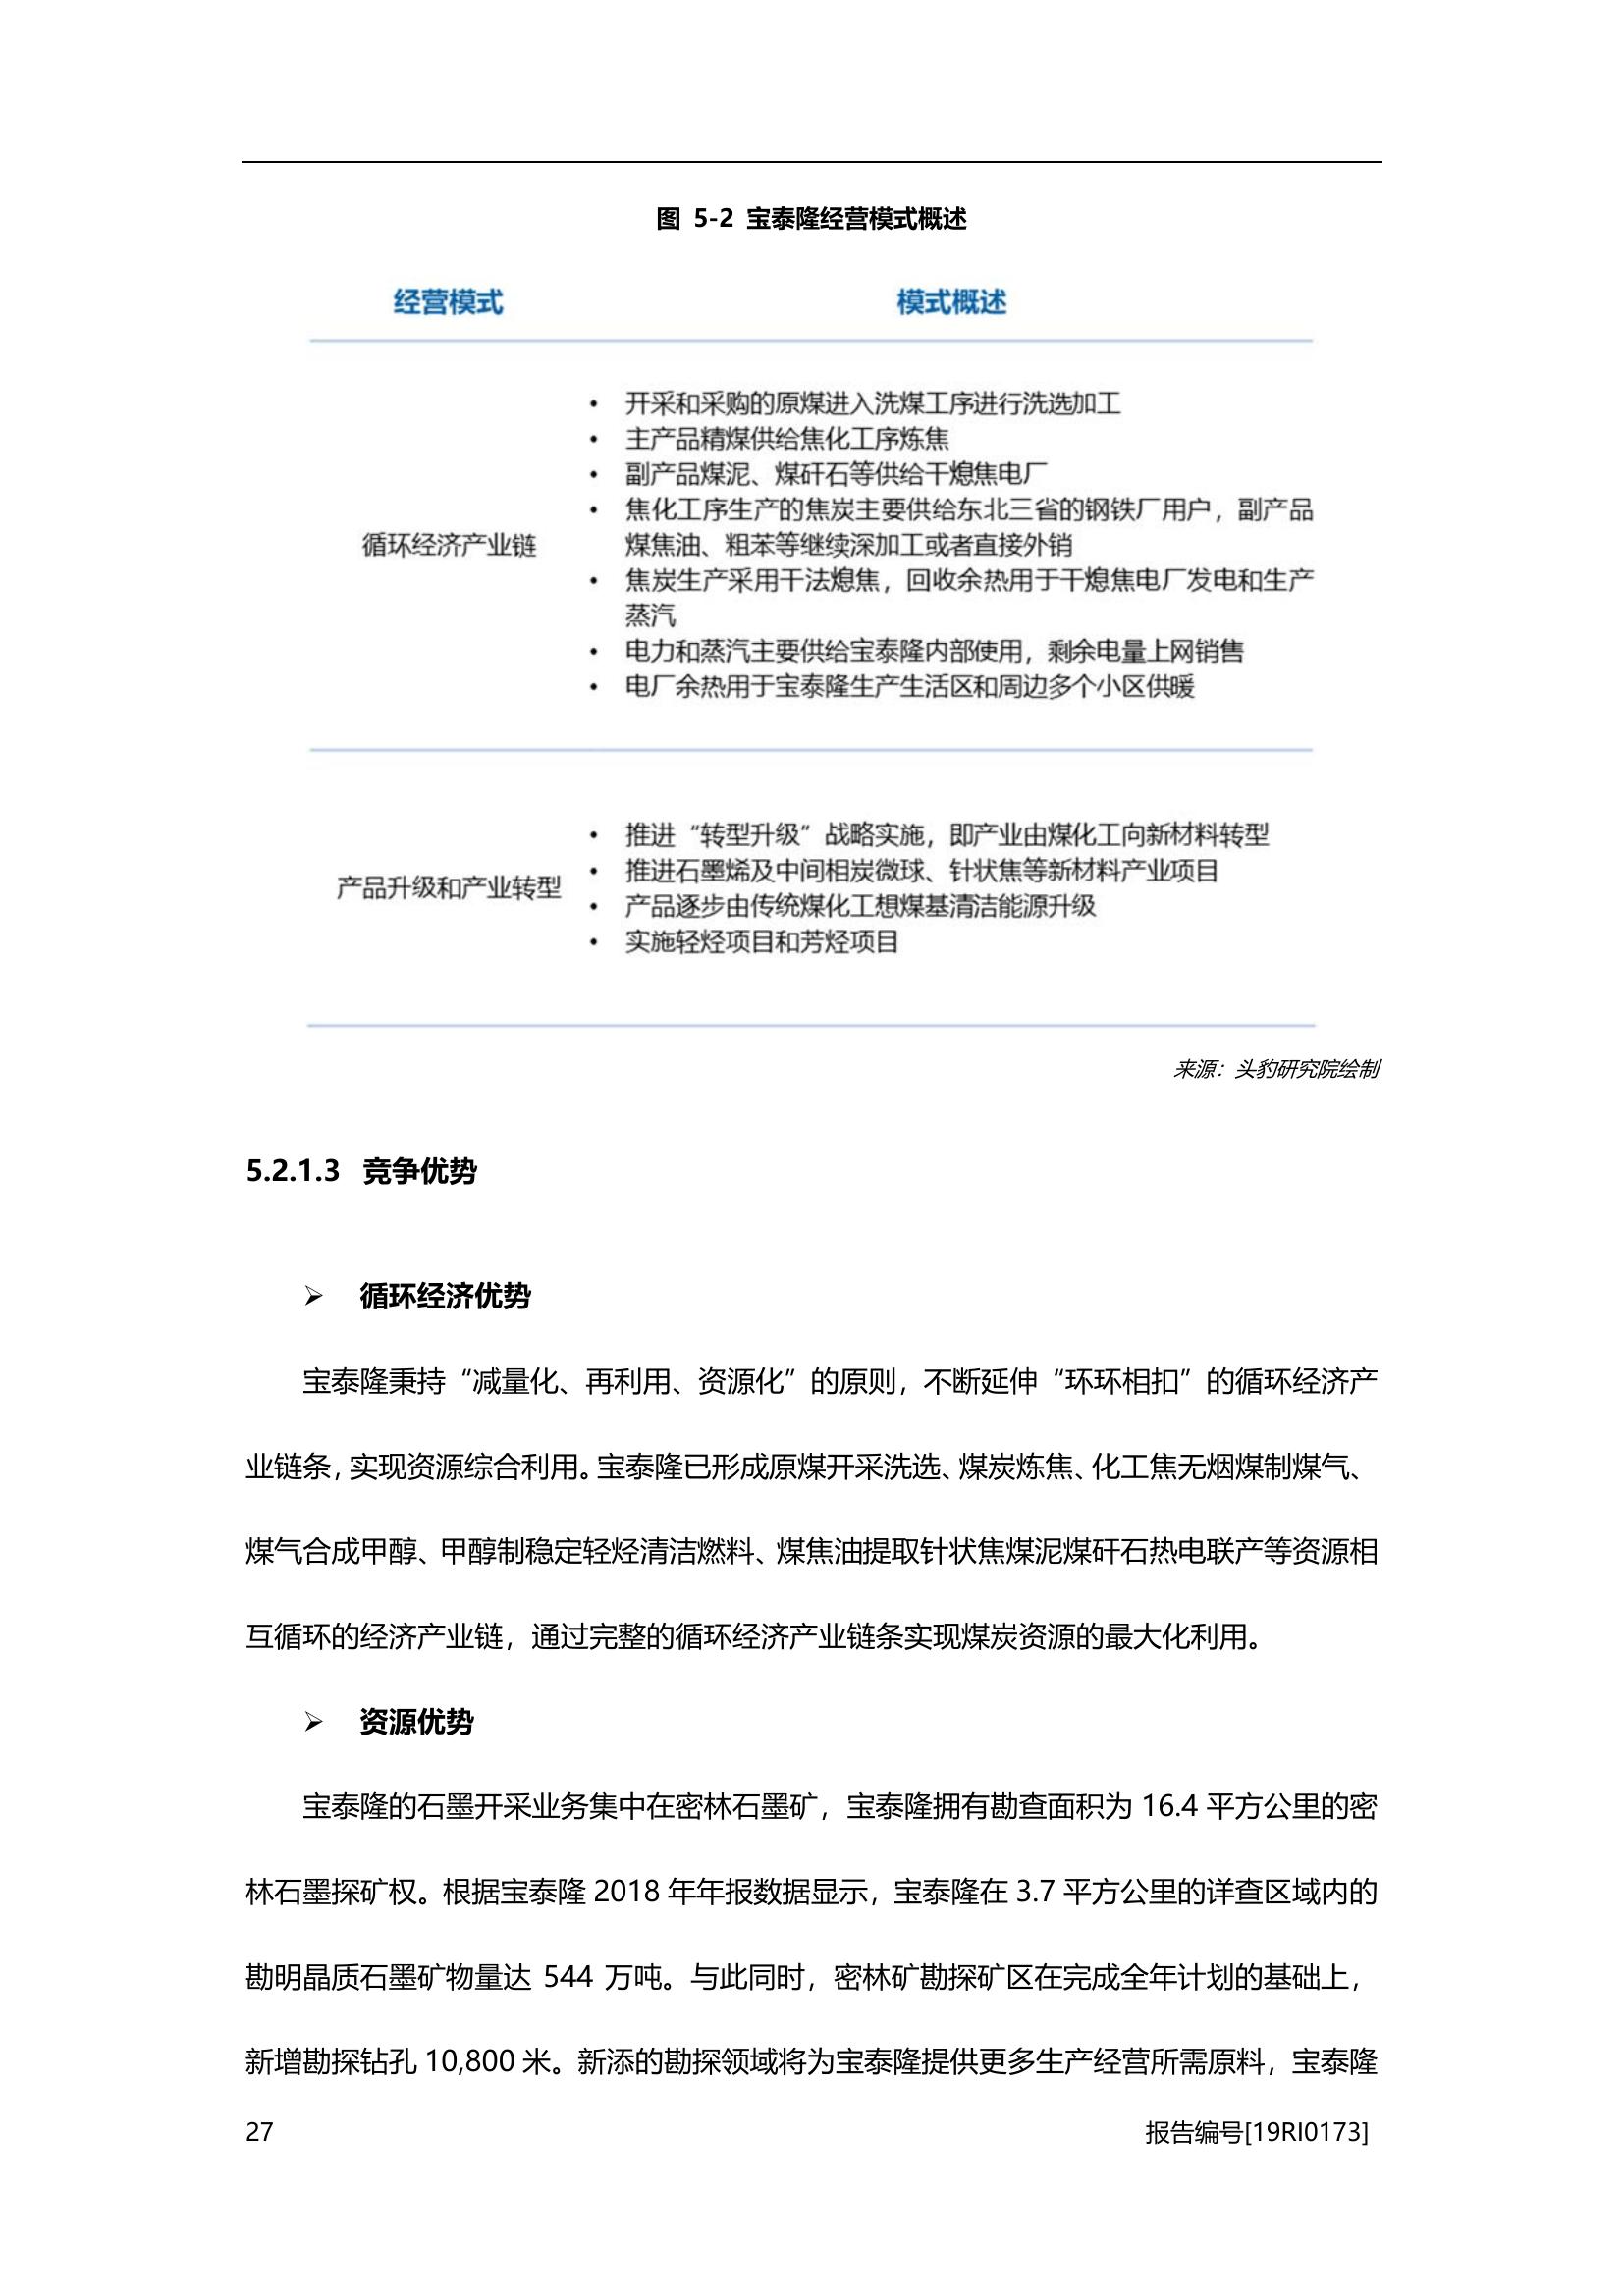 图 5-2 宝泰隆经营模式概述
经营模式 模式概述
循环经济产业链
• 开采和采购的原煤进入洗煤工序进行洗选加工
• 主产品精煤供给焦化工序炼焦
• 副产品煤泥、煤矸石等供给干熄焦电厂
• 焦化工序生产的焦炭主要供给东北三省的钢铁厂用户，副产品
煤焦油、粗苯等继续深加工或者直接外销
• 焦炭生产采用干法熄焦，回收余热用于干熄焦电厂发电和生产
蒸汽
• 电力和蒸汽主要供给宝泰隆内部使用，剩余电量上网销售
• 电厂余热用于宝泰隆生产生活区和周边多个小区供暖
产品升级和产业转型
• 推进“转型升级”战略实施，即产业由煤化工向新材料转型
• 推进石墨烯及中间相炭微球、针状焦等新材料产业项目
• 产品逐步由传统煤化工想煤基清洁能源升级
• 实施轻烃项目和芳烃项目
来源：头豹研究院绘制
5.2.1.3 竞争优势
➢ 循环经济优势
宝泰隆秉持“减量化、再利用、资源化”的原则，不断延伸“环环相扣”的循环经济产
业链条，实现资源综合利用。宝泰隆已形成原煤开采洗选、煤炭炼焦、化工焦无烟煤制煤气、
煤气合成甲醇、甲醇制稳定轻烃清洁燃料、煤焦油提取针状焦煤泥煤矸石热电联产等资源相
互循环的经济产业链，通过完整的循环经济产业链条实现煤炭资源的最大化利用。
➢ 资源优势
宝泰隆的石墨开采业务集中在密林石墨矿，宝泰隆拥有勘查面积为 16.4 平方公里的密
林石墨探矿权。根据宝泰隆 2018 年年报数据显示，宝泰隆在 3.7 平方公里的详查区域内的
勘明晶质石墨矿物量达 544 万吨。与此同时，密林矿勘探矿区在完成全年计划的基础上，
新增勘探钻孔 10,800 米。新添的勘探领域将为宝泰隆提供更多生产经营所需原料，宝泰隆
27 报告编号[19RI0173]